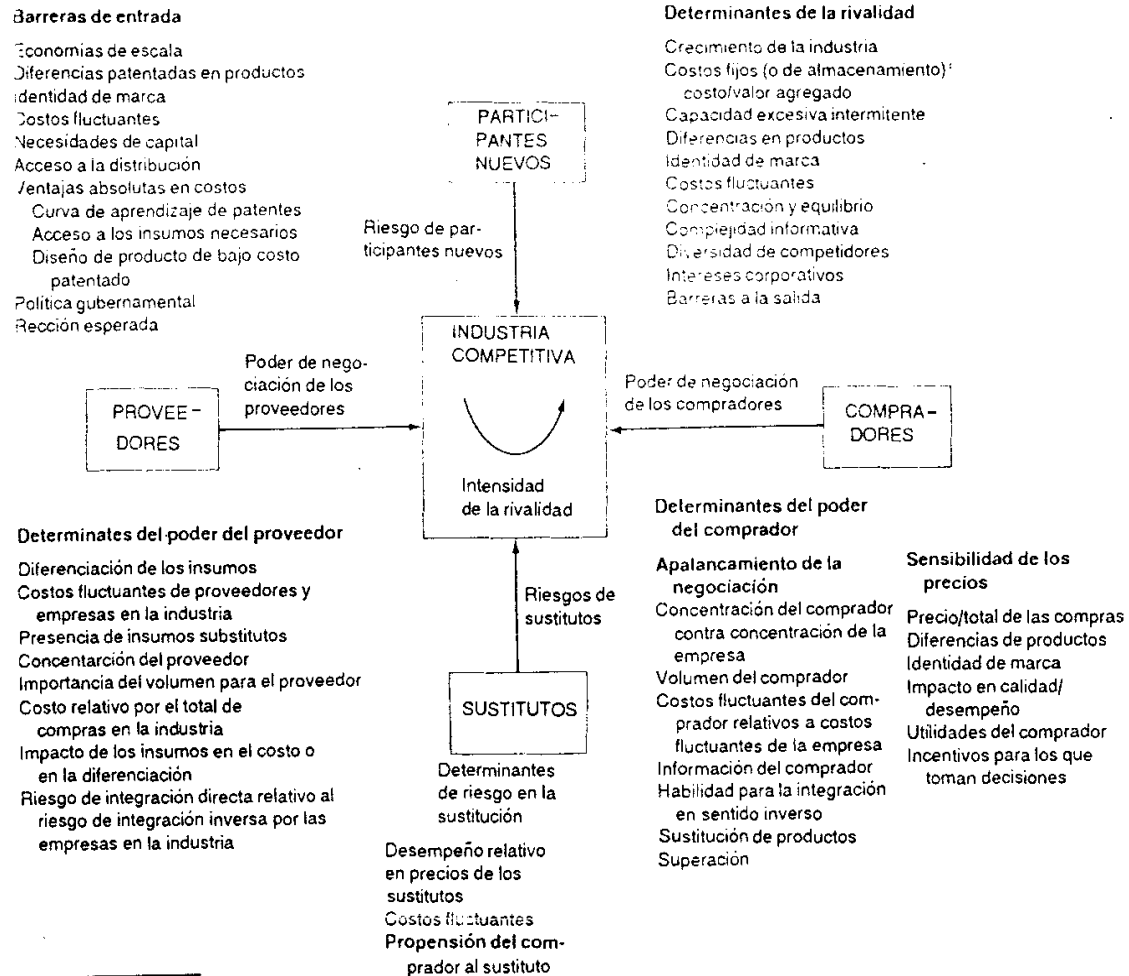 Barreras de entrada
Economías de escala
Diferencias patentadas en productos
Identidad de marca
Costos fluctuantes
Necesidades de capital
Acceso a la distribución
Ventajas absolutas en costos
Curva de aprendizaje de patentes
Acceso a los insumos necesarios
Diseño de producto de bajo costo
patentado
Política gubernamental
Rección esperada
PARTICI-
PANTES
NUEVOS
Riesgo de par-
ticipantes nuevos
Determinantes de la rivalidad
Crecimiento de la industria
Costos fijos (o de almacenamiento)
costo/valor agregado
Capacidad excesiva intermitente
Diferencias en productos
Identidad de marca
Costos fluctuantes
Concentración y equilibrio
Complejidad informativa
Diversidad de competidores
Intereses corporativos
Barreras a la salida
PROVEE-
DORES
Poder de nego-
ciación de los
proveedores
INDUSTRIA
COMPETITIVA
Intensidad
de la rivalidad
Poder de negociación
de los compradores
COMPRA-
DORES
Determinates del poder del proveedor
Diferenciación de los insumos
Costos fluctuantes de proveedores y
empresas en la industria
Presencia de insumos substitutos
Concentarción del proveedor
Importancia del volumen para el proveedor
Costo relativo por el total de
compras en la industria
Impacto de los insumos en el costo o
en la diferenciación
Riesgo de integración directa relativo al
riesgo de integración inversa por las
empresas en la industria
Riesgos de
sustitutos
SUSTITUTOS
Determinantes
de riesgo en la
sustitución
Desempeño relativo
en precios de los
sustitutos
Costos fluctuantes
Propensión del com-
prador al sustituto
Determinantes del poder
del comprador
Apalancamiento de la
negociación
Concentración del comprador
contra concentración de la
empresa
Volumen del comprador
Costos fluctuantes del com-
prador relativos a costos
fluctuantes de la empresa
Información del comprador
Habilidad para la integración
en sentido inverso
Sustitución de productos
Superación
Sensibilidad de los
precios
Precio/total de las compras
Diferencias de productos
Identidad de marca
Impacto en calidad/
desempeño
Utilidades del comprador
Incentivos para los que
toman decisiones